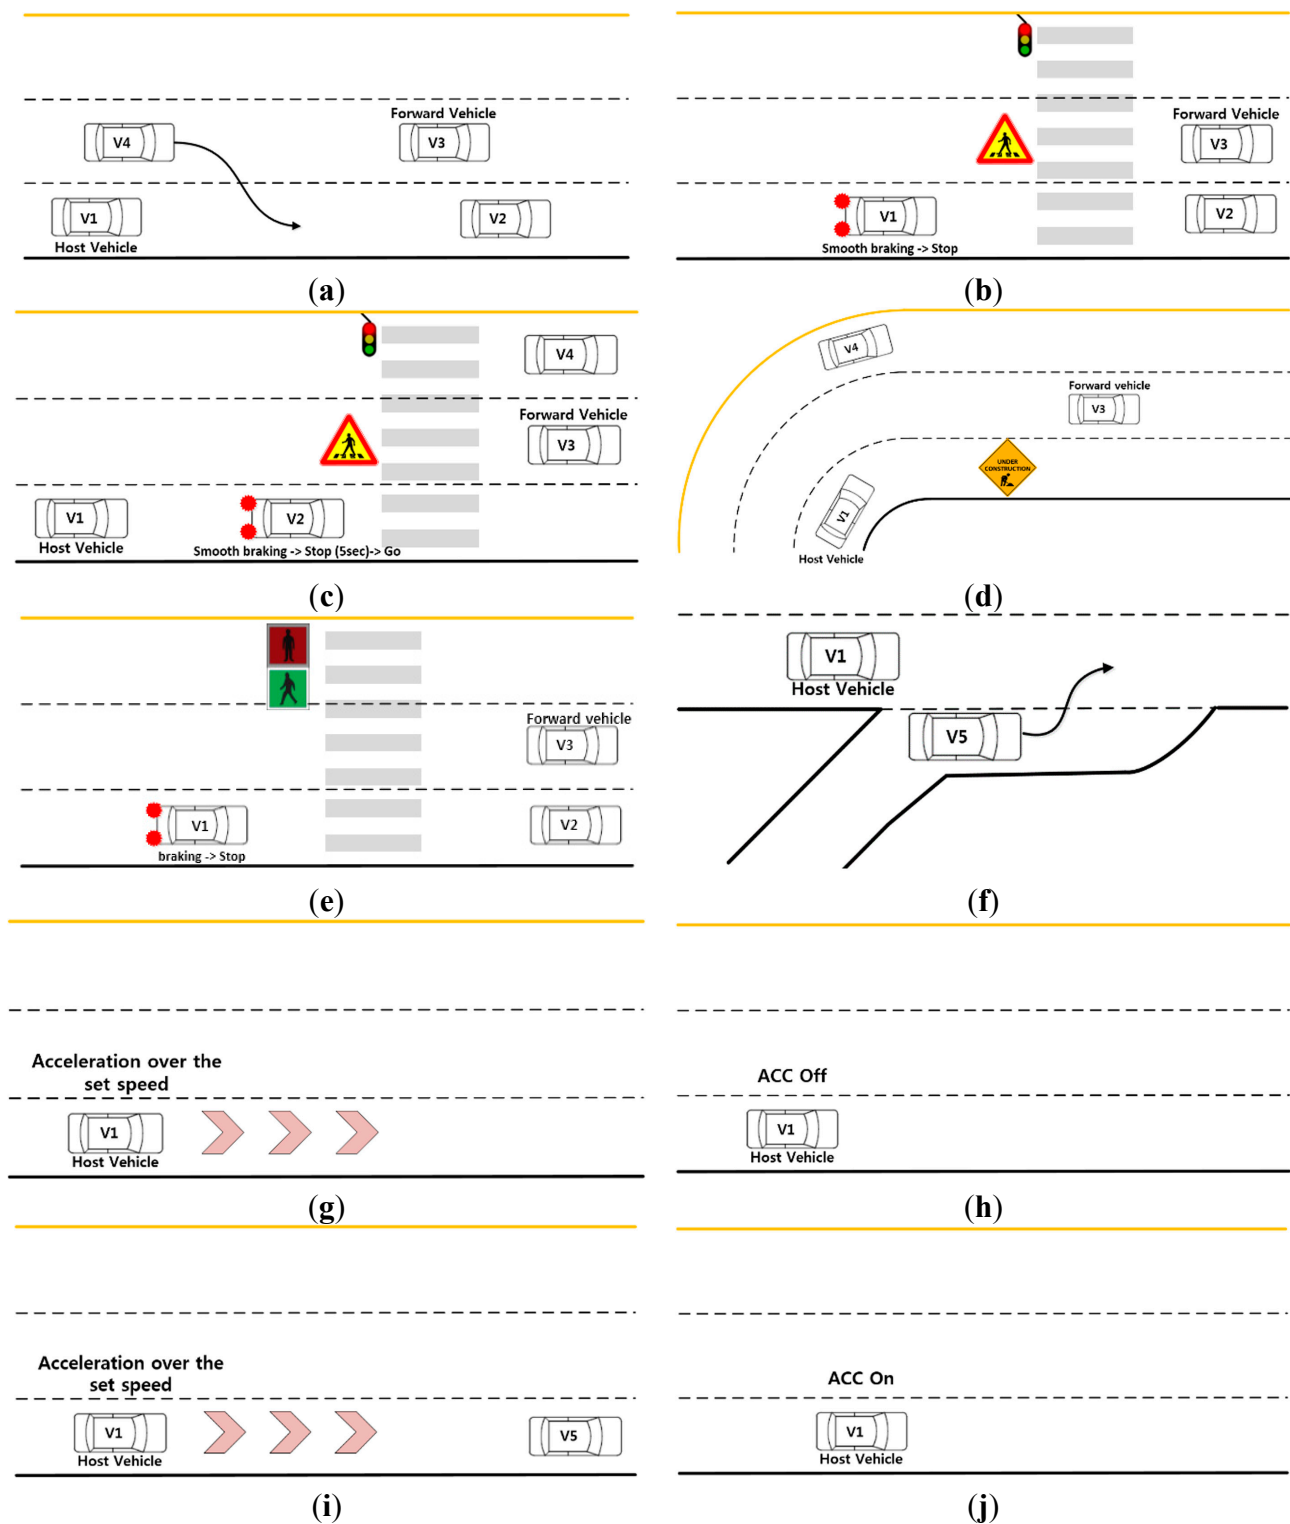 Forward Vehicle
V4
V3
V1
V2
Host Vehicle
(a)
Forward Vehicle
V3
V1
V2
Smooth braking -> Stop
(b)
V4
Forward Vehicle
V3
V1
V2
Host Vehicle
Smooth braking -> Stop (5sec)-> Go
(c)
V4
Forward vehicle
V3
UNDER
CONSTRUCTION
V1
Host Vehicle
(d)
Forward vehicle
V3
V1
V2
braking -> Stop
(e)
V1
Host Vehicle
V5
(f)
Acceleration over the
set speed
V1
Host Vehicle
(g)
ACC Off
V1
Host Vehicle
(h)
Acceleration over the
set speed
V1
V5
Host Vehicle
(i)
ACC On
V1
Host Vehicle
(j)